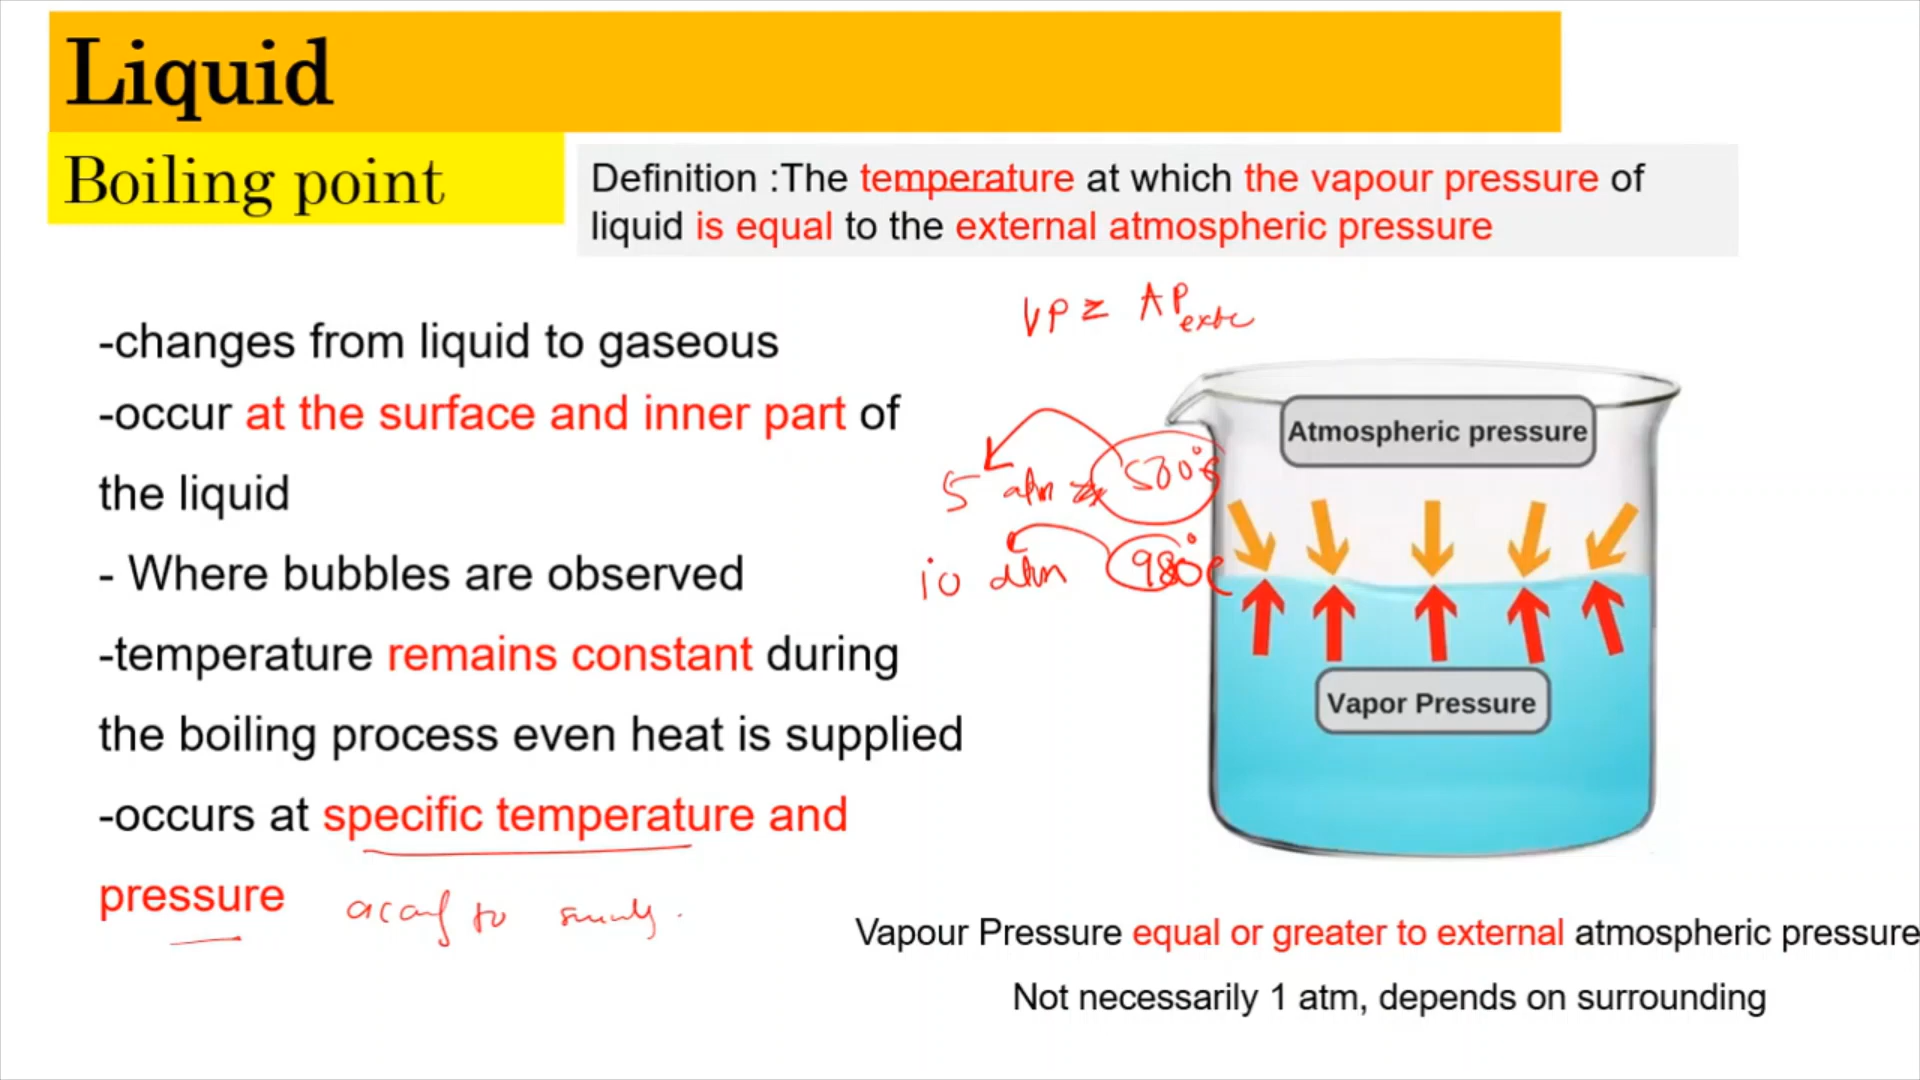 Liquid
Boiling point
Definition :The temperature at which the vapour pressure of
liquid is equal to the external atmospheric pressure
VP = AP
-changes from liquid to gaseous
-occur at the surface and inner part of
the liquid
- Where bubbles are observed
-temperature remains constant during
the boiling process even heat is supplied
-occurs at specific temperature and
pressure
to
Atmospheric pressure
5 atm 500°C
10 atm 980°C
Vapor Pressure
Vapour Pressure equal or greater to external atmospheric pressure
Not necessarily 1 atm, depends on surrounding